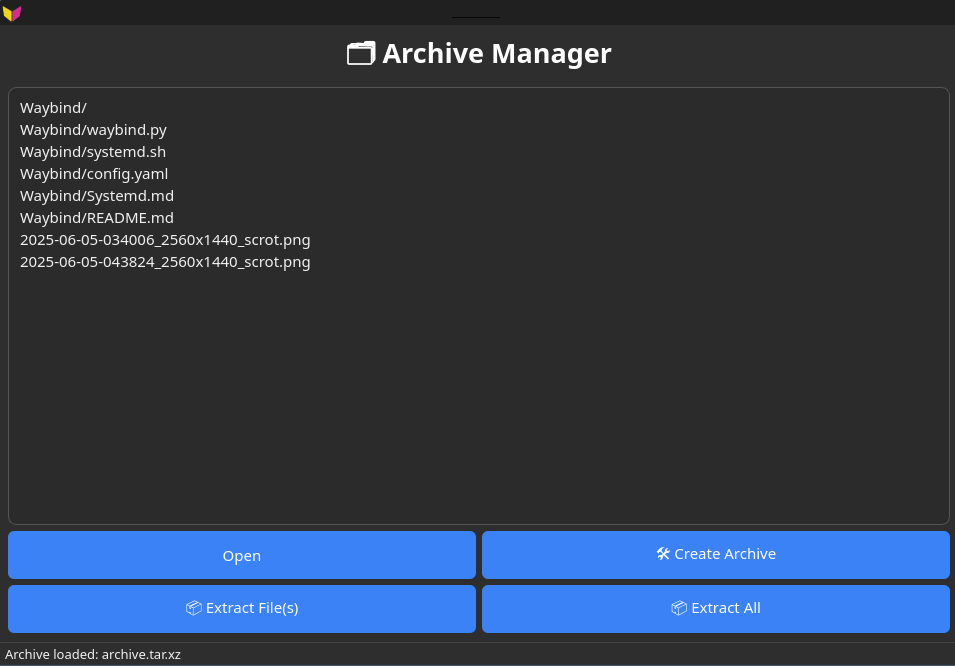 Archive Manager
Waybind/
Waybind/waybind.py
Waybind/systemd.sh
Waybind/config.yaml
Waybind/Systemd.md
Waybind/README.md
2025-06-05-034006_2560x1440_scrot.png
2025-06-05-043824_2560x1440_scrot.png
Open
Create Archive
Extract File(s)
Extract All
Archive loaded: archive.tar.xz